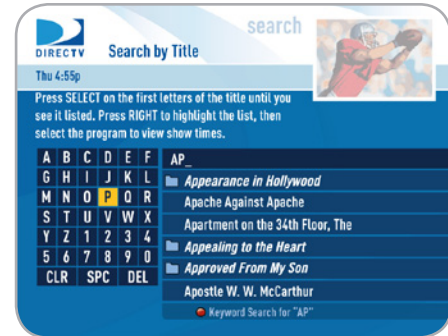 search
DIRECTV Search by Title
Thu 4:55p
Press SELECT on the first letters of the title until you
see it listed. Press RIGHT to highlight the list, then
select the program to view show times.
A B C D E F
G H I J K L
M N O P Q R
S T U V W X
Y Z 1 2 3 4
5 6 7 8 9 0
CLR SPC DEL
AP_
Appearance in Hollywood
Apache Against Apache
Apartment on the 34th Floor, The
Appealing to the Heart
Approved From My Son
Apostle W. W. McCarthur
Keyword Search for "AP"